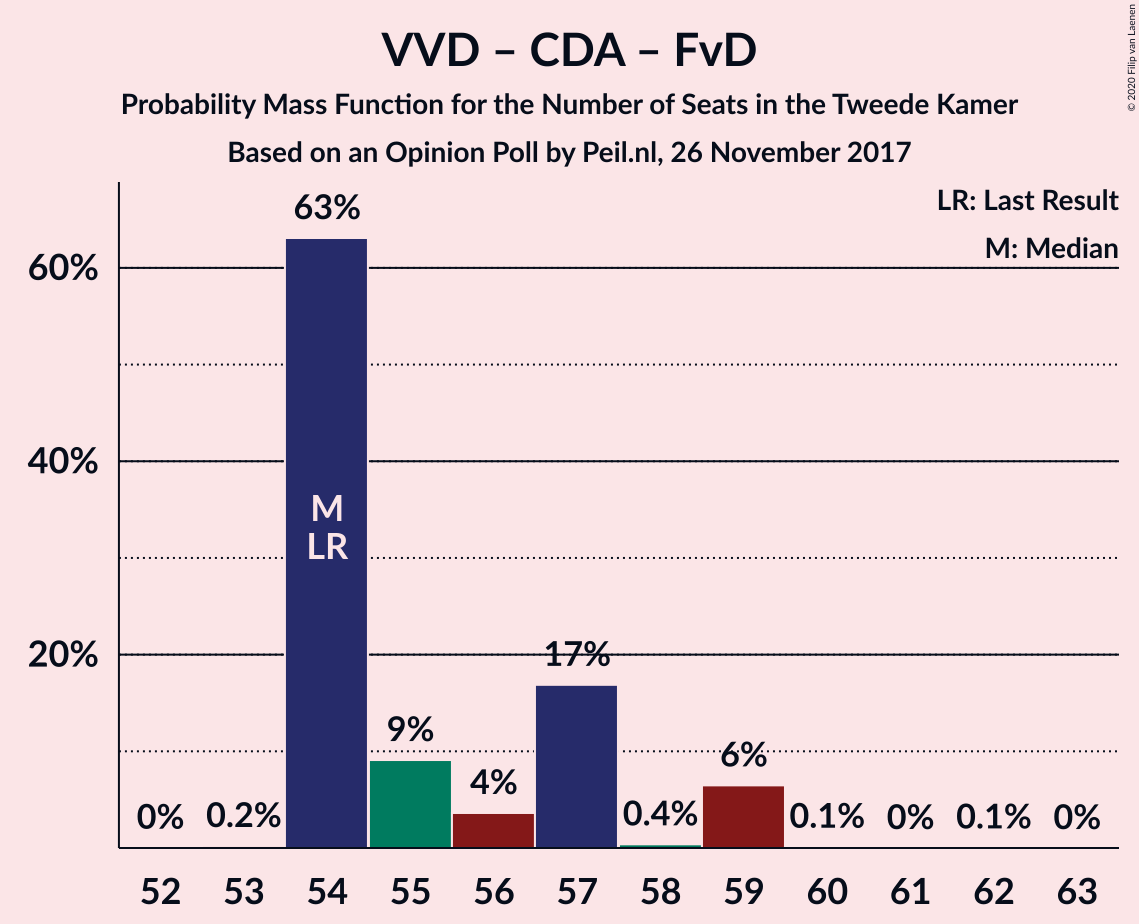 VVD – CDA – FvD
Probability Mass Function for the Number of Seats in the Tweede Kamer
Based on an Opinion Poll by Peil.nl, 26 November 2017
© 2020 Filip van Laenen
LR: Last Result
M: Median
60%
40%
20%
0%
0.2%
63%
M
LR
9%
4%
17%
0.4%
6%
0.1%
0%
0.1%
0%
52 53 54 55 56 57 58 59 60 61 62 63